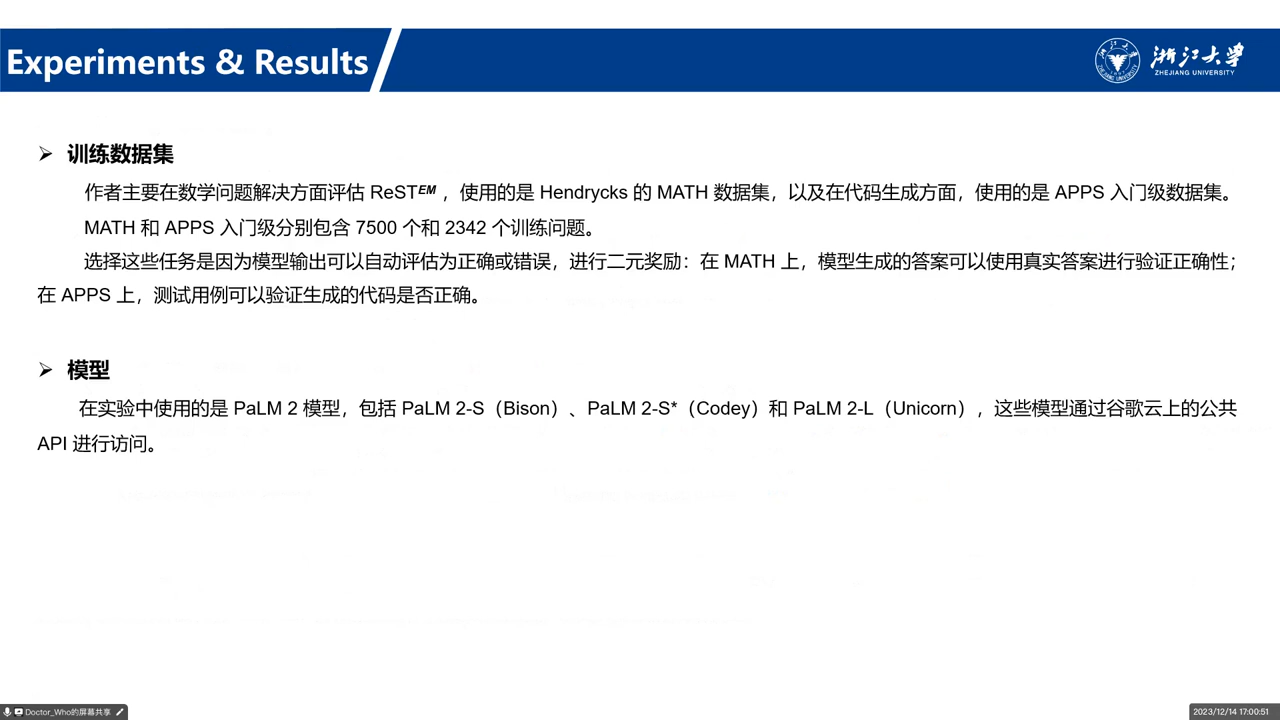 Experiments & Results
浙江大学
ZHEJIANG UNIVERSITY
➢ 训练数据集
作者主要在数学问题解决方面评估 ReSTᴱᴹ ，使用的是 Hendrycks 的 MATH 数据集，以及在代码生成方面，使用的是 APPS 入门级数据集。
MATH 和 APPS 入门级分别包含 7500 个和 2342 个训练问题。
选择这些任务是因为模型输出可以自动评估为正确或错误，进行二元奖励：在 MATH 上，模型生成的答案可以使用真实答案进行验证正确性；
在 APPS 上，测试用例可以验证生成的代码是否正确。
➢ 模型
在实验中使用的是 PaLM 2 模型，包括 PaLM 2-S（Bison）、PaLM 2-S*（Codey）和 PaLM 2-L（Unicorn），这些模型通过谷歌云上的公共
API 进行访问。
Doctor_Who的屏幕共享
2023/12/14 17:00:51